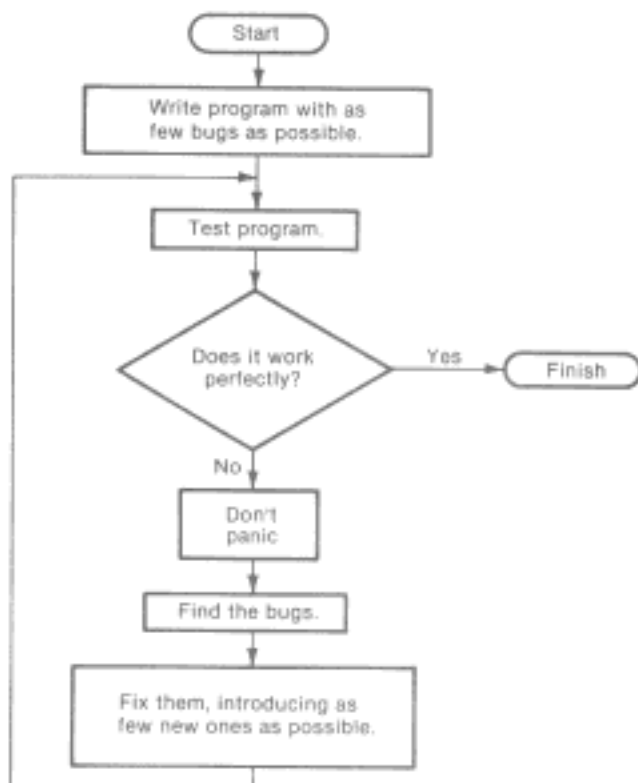 Start
Write program with as
few bugs as possible.
Test program.
Does it work
perfectly?
Yes
Finish
No
Don't
panic
Find the bugs.
Fix them, introducing as
few new ones as possible.